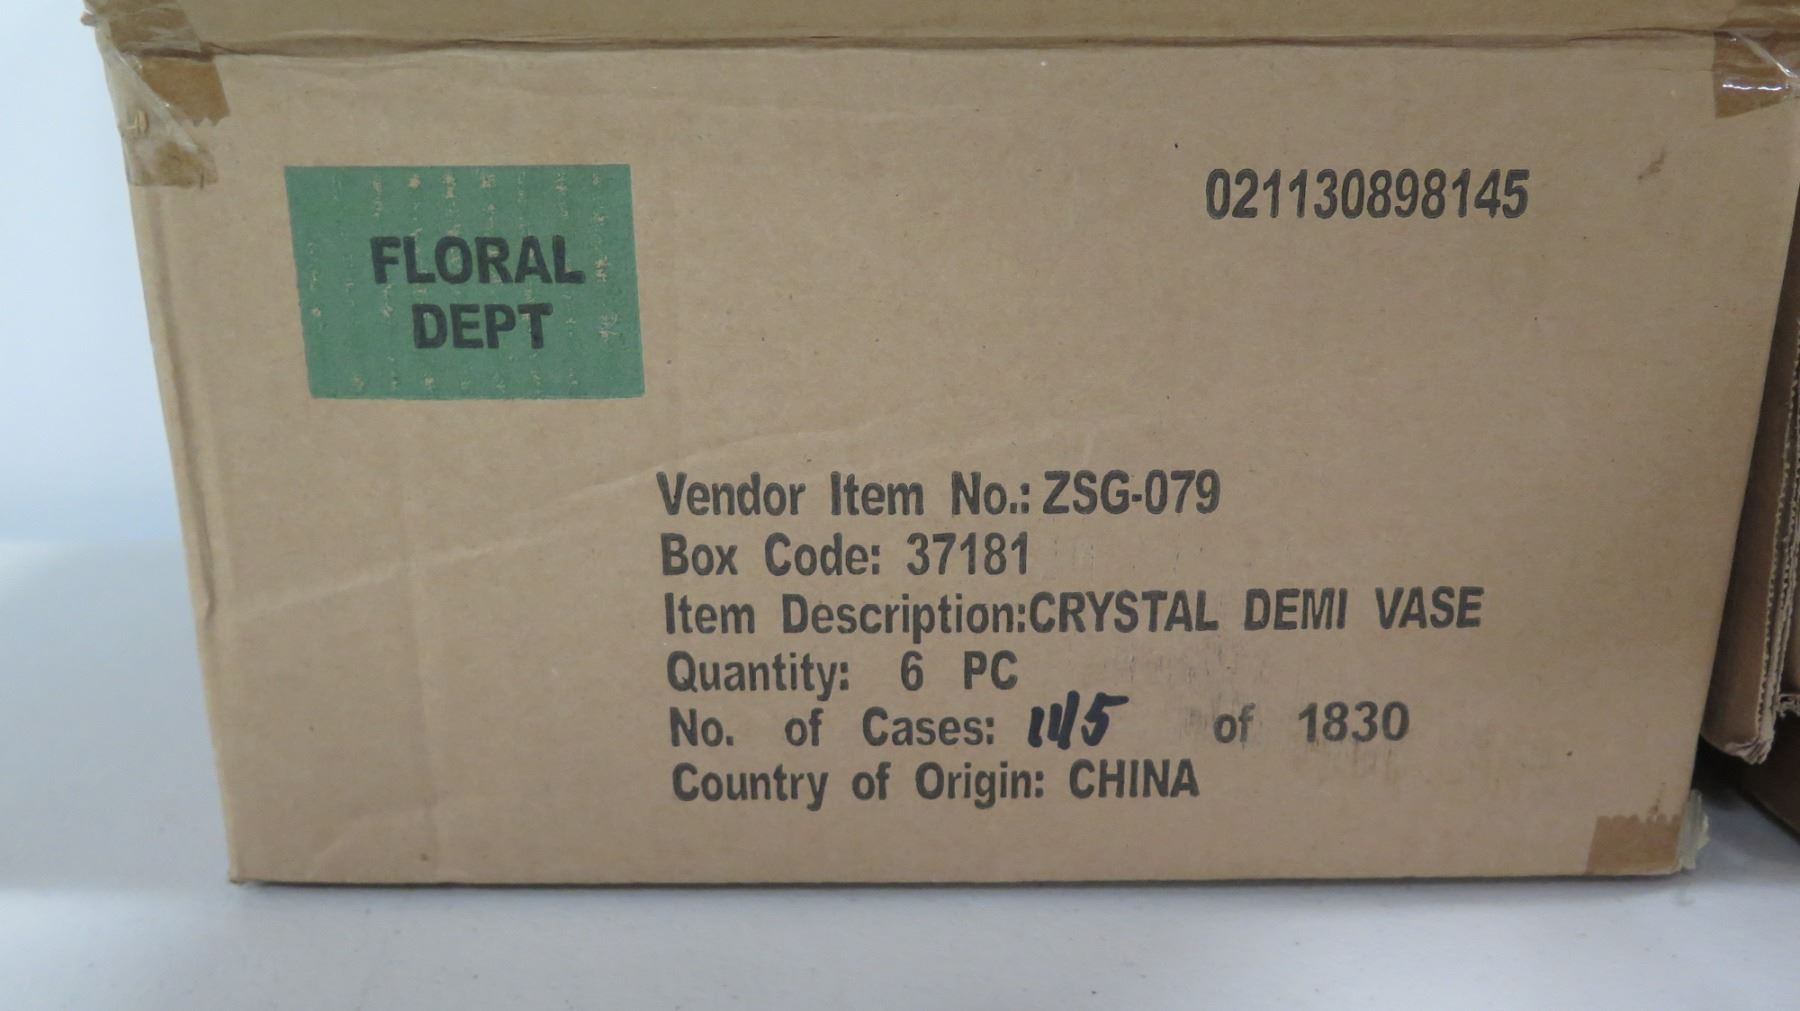 FLORAL
DEPT
021130898145
Vendor Item No.: ZSG-079
Box Code: 37181
Item Description:CRYSTAL DEMI VASE
Quantity: 6 PC
No. of Cases: 1115 of 1830
Country of Origin: CHINA